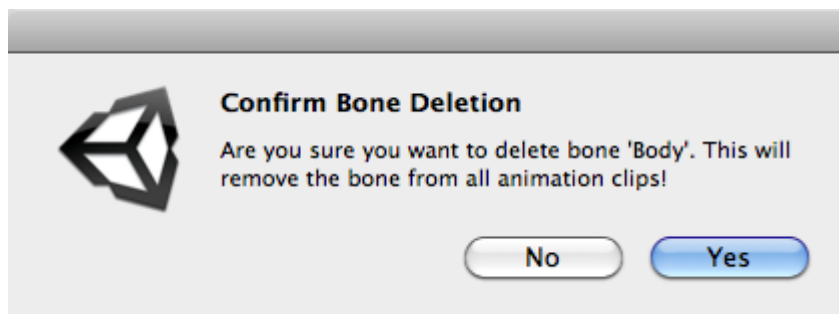 Confirm Bone Deletion
Are you sure you want to delete bone 'Body'. This will
remove the bone from all animation clips!
No
Yes